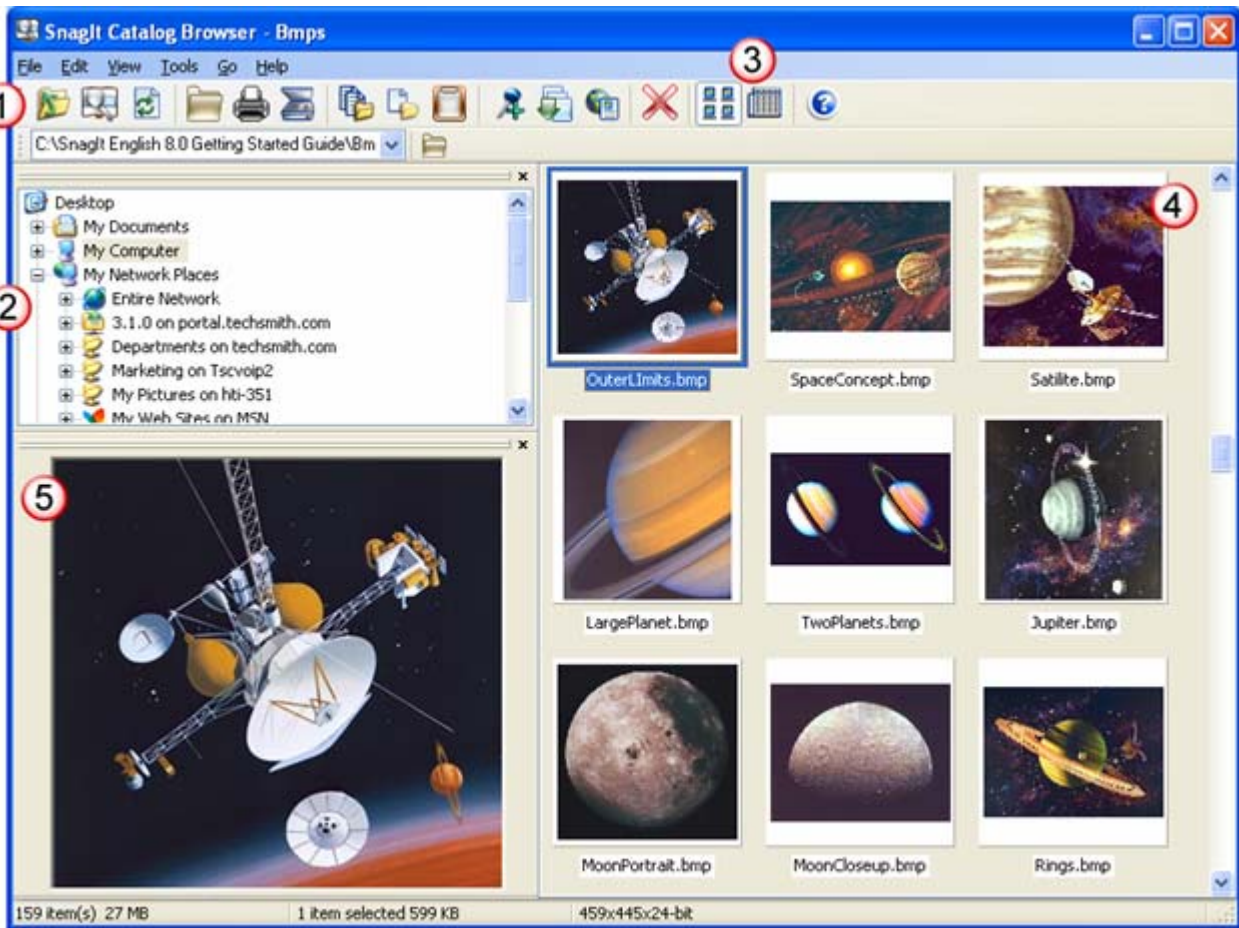 SnagIt Catalog Browser - Bmps
File Edit View Tools Go Help
3
1
C:\SnagIt English 8.0 Getting Started Guide\Bm
Desktop
My Documents
My Computer
My Network Places
2
Entire Network
3.1.0 on portal.techsmith.com
Departments on techsmith.com
Marketing on Tscvoip2
My Pictures on hti-351
My Web Sites on MSN
4
OuterLImits.bmp SpaceConcept.bmp Satilite.bmp
5
LargePlanet.bmp TwoPlanets.bmp Jupiter.bmp
MoonPortrait.bmp MoonCloseup.bmp Rings.bmp
159 item(s) 27 MB 1 item selected 599 KB 459x445x24-bit